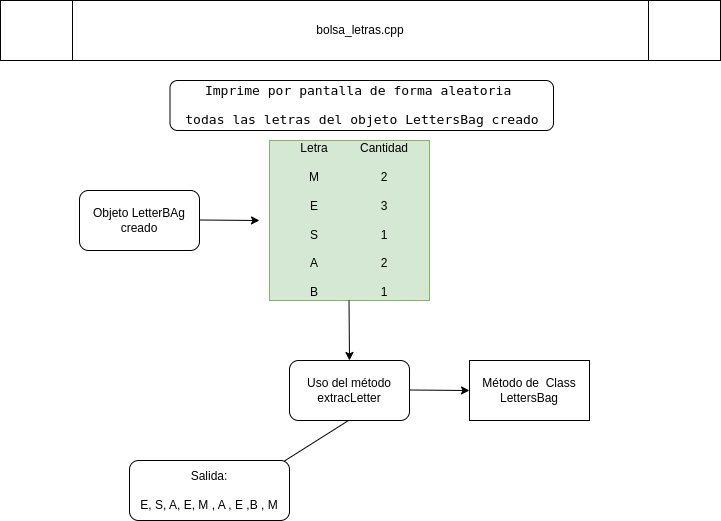 bolsa_letras.cpp
Imprime por pantalla de forma aleatoria
todas las letras del objeto LettersBag creado
Letra Cantidad
M 2
E 3
S 1
A 2
B 1
Objeto LetterBAg
creado
Uso del método
extracLetter
Método de Class
LettersBag
Salida:
E, S, A, E, M , A , E ,B , M